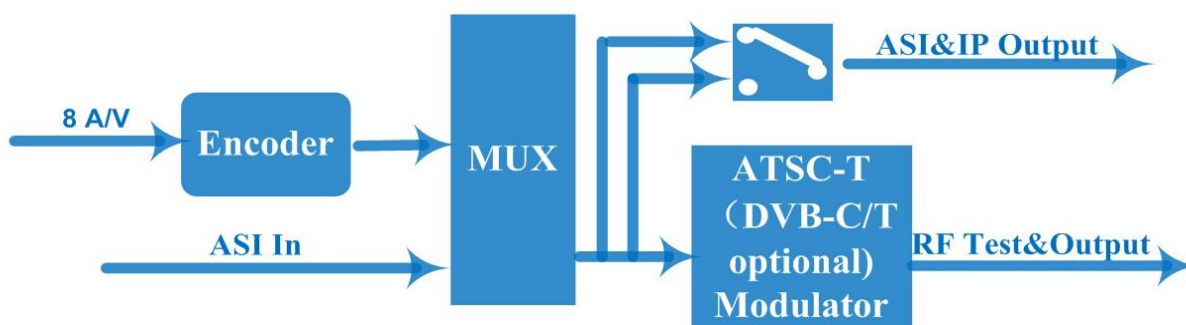 8 A/V
Encoder
ASI In
MUX
ASI&IP Output
ATSC-T
（DVB-C/T
optional)
Modulator
RF Test&Output